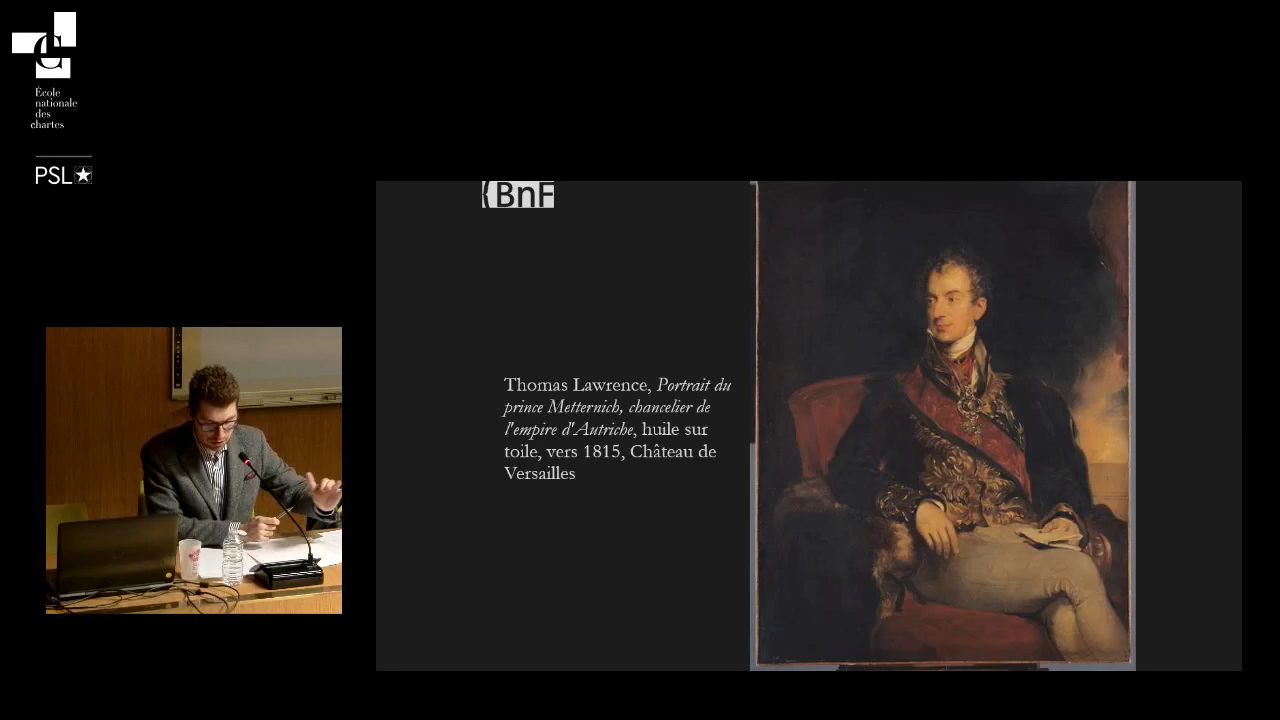 École
nationale
des
chartes
PSL
BnF
Thomas Lawrence, Portrait du
prince Metternich, chancelier de
l'empire d'Autriche, huile sur
toile, vers 1815, Château de
Versailles